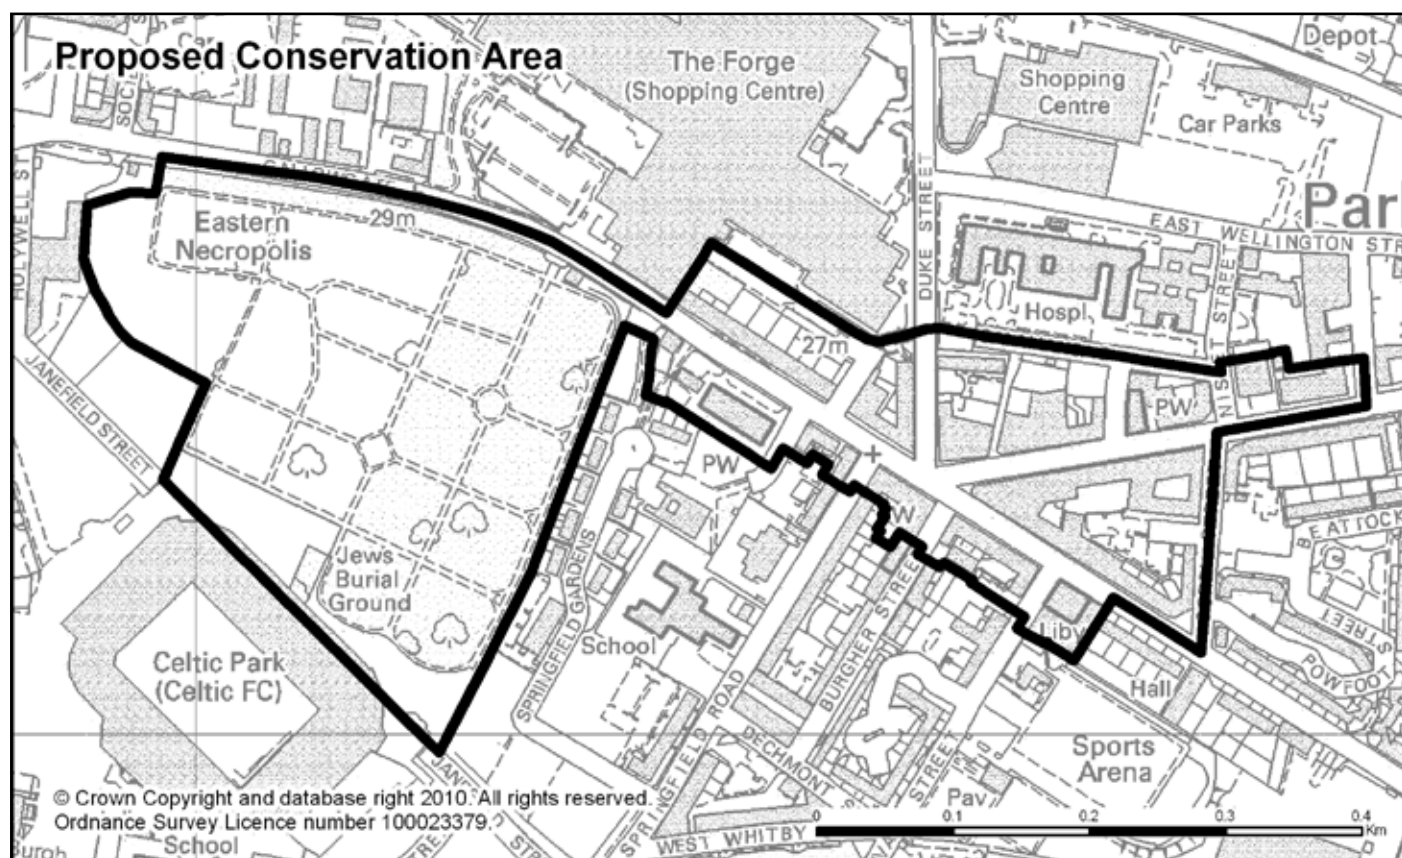 Proposed Conservation Area
The Forge
(Shopping Centre)
Depot
Shopping
Centre
Car Parks
HOLYWELL ST
29m
Eastern
Necropolis
DUKE STREET
EAST WELLINGTON STR
Hospl
STREET
27m
PW
JANEFIELD STREET
PW
Jews
Burial
Ground
SPRINGFIELD GARDENS
School
BURGHER STREET
Liby
Hall
BEATTOCK
STREET
POWFOOT
Celtic Park
(Celtic FC)
SPRINGFIELD ROAD
DECHMONT
STREET
Sports
Arena
Pav
WEST WHITBY
© Crown Copyright and database right 2010. All rights reserved.
Ordnance Survey Licence number 100023379.
School
0
0.1
0.2
0.3
0.4
Km